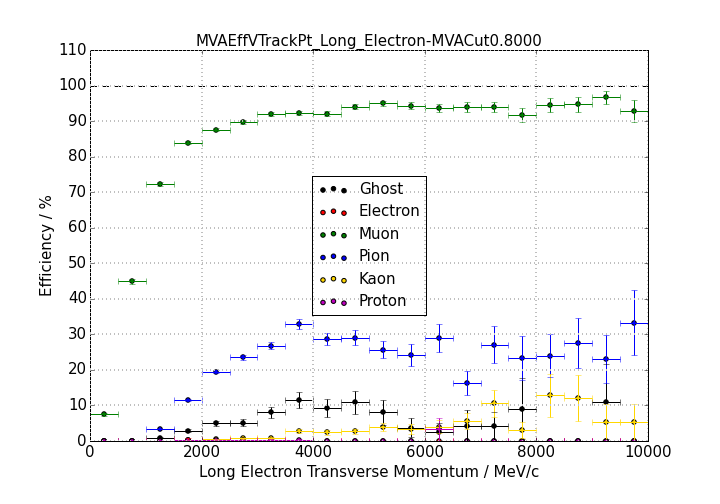 MVAEffVTrackPt_Long_Electron-MVACut0.8000
110
100
90
80
70
60
50
40
30
20
10
0
Efficiency / %
Ghost
Electron
Muon
Pion
Kaon
Proton
0 2000 4000 6000 8000 10000
Long Electron Transverse Momentum / MeV/c